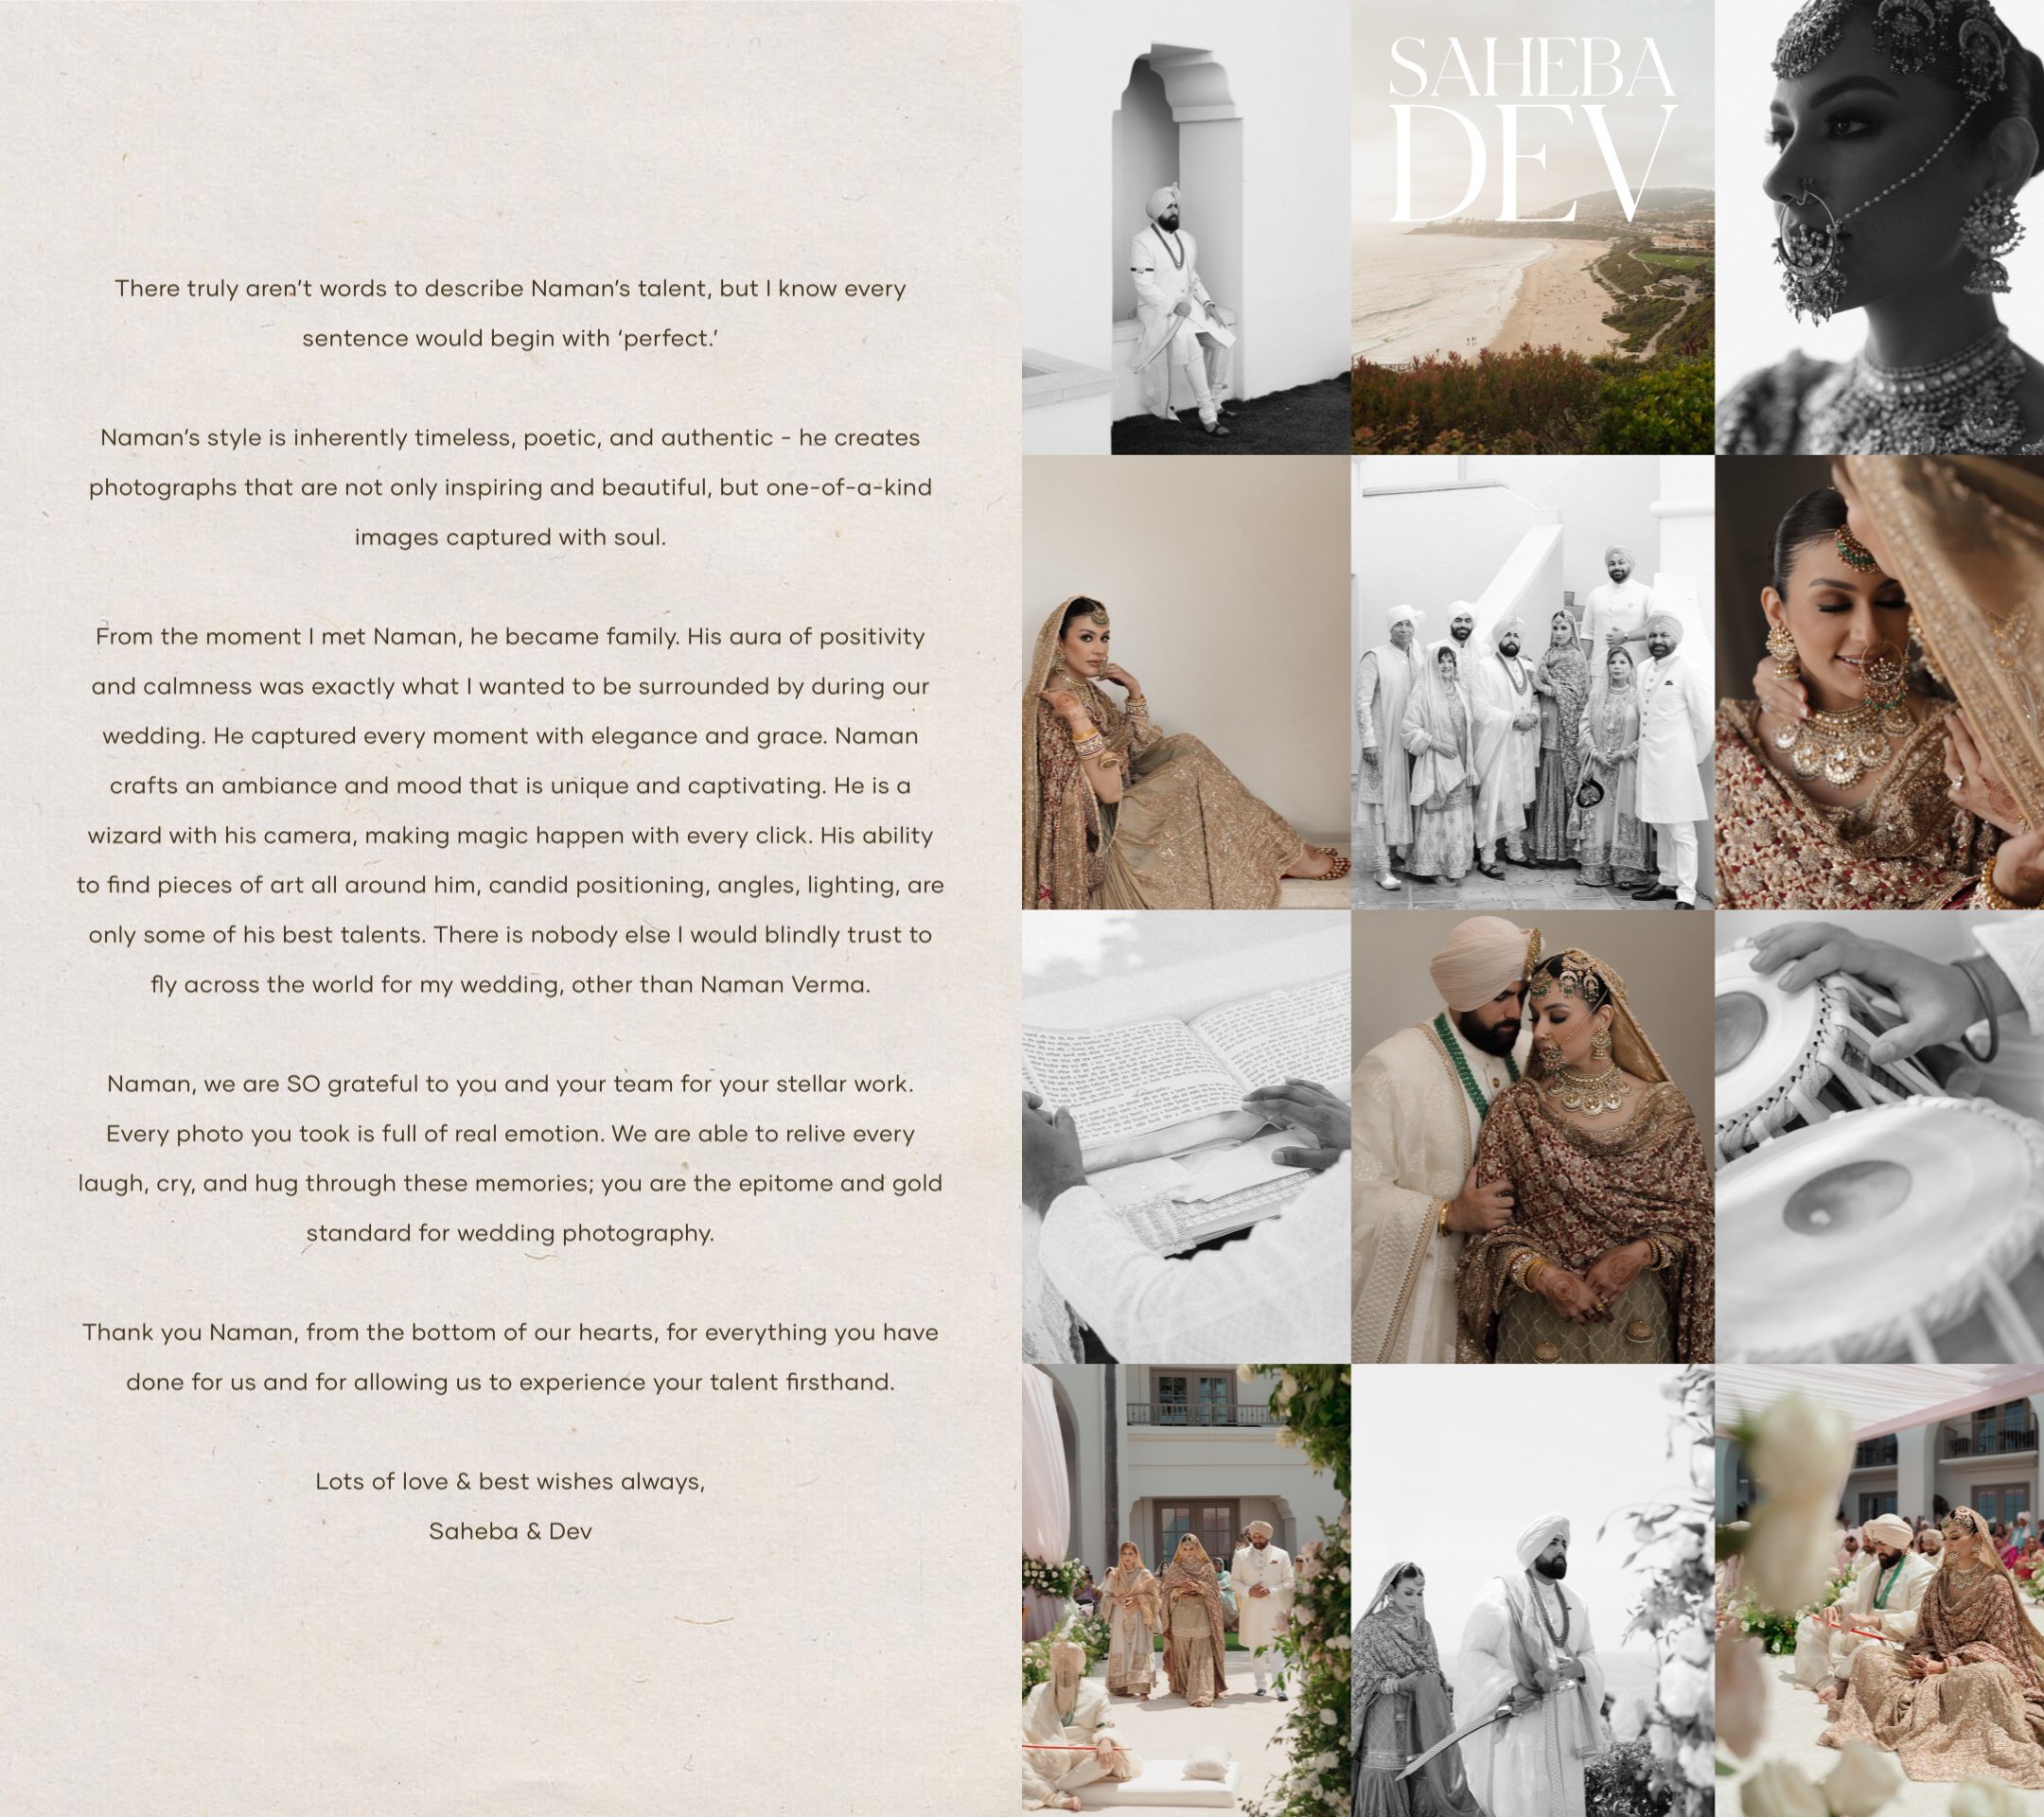 There truly aren’t words to describe Naman’s talent, but I know every
sentence would begin with ‘perfect.’
Naman’s style is inherently timeless, poetic, and authentic - he creates
photographs that are not only inspiring and beautiful, but one-of-a-kind
images captured with soul.
From the moment I met Naman, he became family. His aura of positivity
and calmness was exactly what I wanted to be surrounded by during our
wedding. He captured every moment with elegance and grace. Naman
crafts an ambiance and mood that is unique and captivating. He is a
wizard with his camera, making magic happen with every click. His ability
to find pieces of art all around him, candid positioning, angles, lighting, are
only some of his best talents. There is nobody else I would blindly trust to
fly across the world for my wedding, other than Naman Verma.
Naman, we are SO grateful to you and your team for your stellar work.
Every photo you took is full of real emotion. We are able to relive every
laugh, cry, and hug through these memories; you are the epitome and gold
standard for wedding photography.
Thank you Naman, from the bottom of our hearts, for everything you have
done for us and for allowing us to experience your talent firsthand.
Lots of love & best wishes always,
Saheba & Dev
SAHEBA
DEV